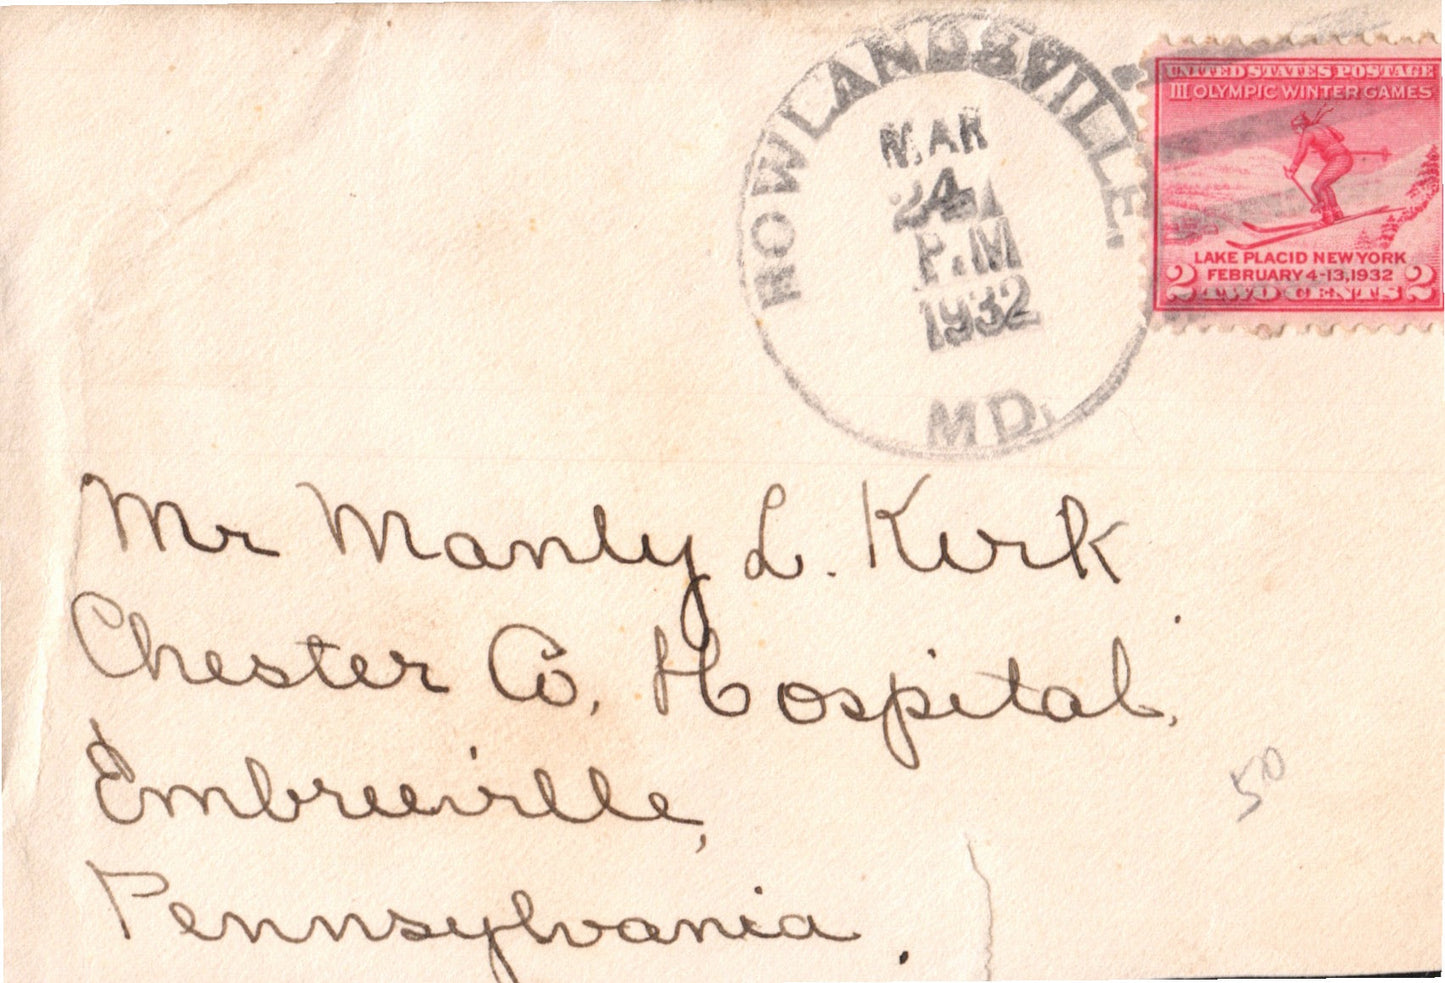 ROWLANDSVILLE.
MAR
24
P.M
1932
MD.
UNITED STATES POSTAGE
III OLYMPIC WINTER GAMES
LAKE PLACID NEW YORK
FEBRUARY 4-13, 1932
2 TWO CENTS 2
Mr Manly L. Kirk
Chester Co. Hospital,
Embreeville,
Pennsylvania.
50